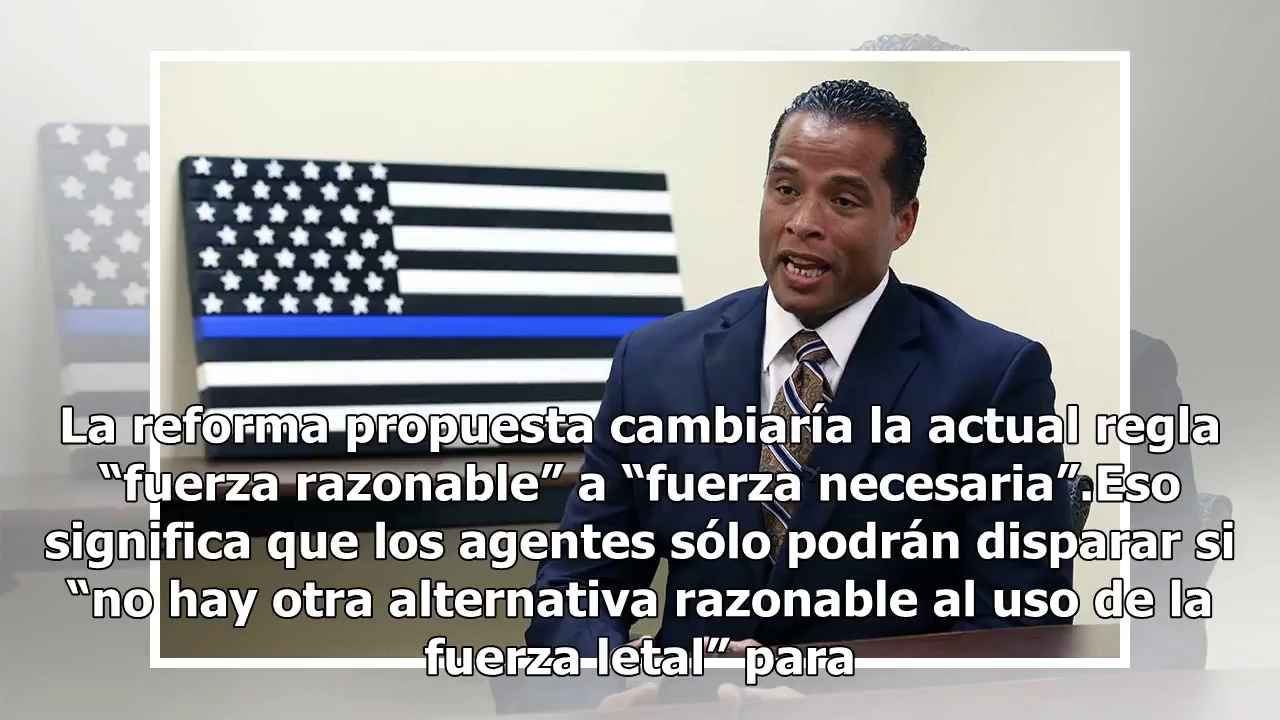 La reforma propuesta cambiaría la actual regla
“fuerza razonable” a “fuerza necesaria”.Eso
significa que los agentes sólo podrán disparar si
“no hay otra alternativa razonable al uso de la
fuerza letal” para